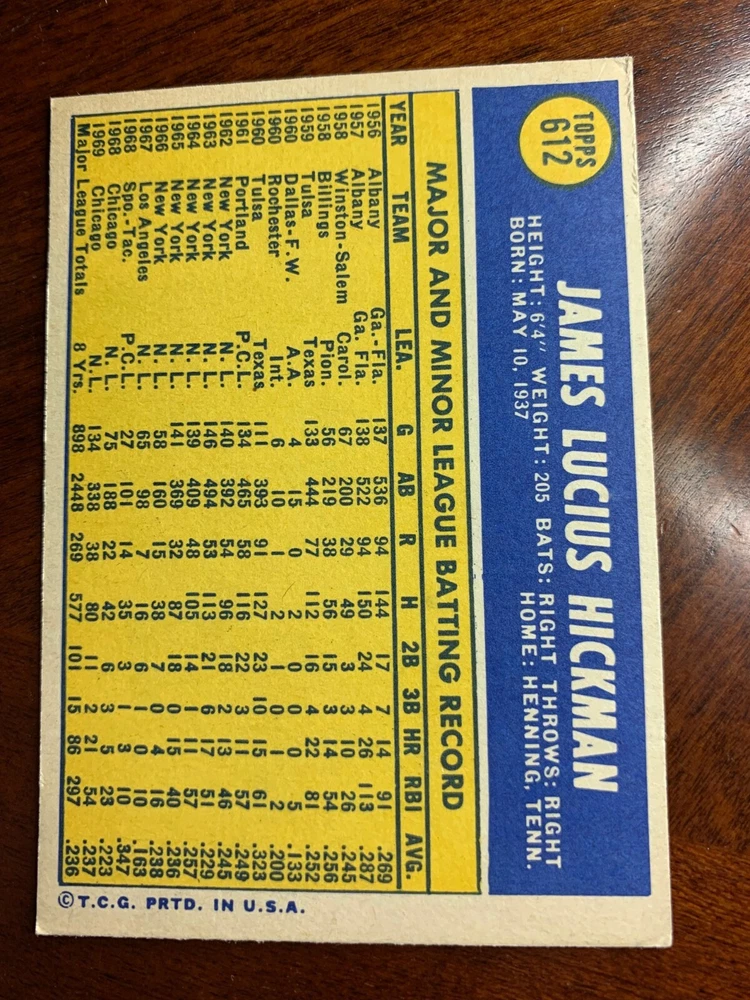 TOPPS
612
JAMES LUCIUS HICKMAN
HEIGHT: 6'4" WEIGHT: 205 BATS: RIGHT THROWS: RIGHT
BORN: MAY 10, 1937 HOME: HENNING, TENN.
MAJOR AND MINOR LEAGUE BATTING RECORD
YEAR TEAM LEA. G AB R H 2B 3B HR RBI AVG.
1956 Albany Ga.-Fla. 137 536 94 144 17 7 14 91 .269
1957 Albany Ga. Fla. 138 522 94 150 24 4 26 113 .287
1958 Winston-Salem Carol. 67 200 29 49 3 3 10 26 .245
1958 Billings Pion. 56 219 38 56 15 3 14 54 .256
1959 Tulsa Texas 133 444 77 112 16 4 22 81 .252
1960 Dallas-F.W. A.A. 4 15 0 2 0 0 0 5 .133
1960 Rochester Int. 6 10 1 2 1 0 1 2 .200
1960 Tulsa Texas 111 393 91 127 23 10 15 61 .323
1961 Portland P.C.L. 134 465 58 116 22 3 11 57 .249
1962 New York N.L. 140 392 54 96 18 2 13 46 .245
1963 New York N.L. 146 494 53 113 21 6 17 51 .229
1964 New York N.L. 139 409 48 105 14 1 11 57 .257
1965 New York N.L. 141 369 32 87 18 0 15 40 .236
1966 New York N.L. 58 160 15 38 7 0 4 16 .238
1967 Los Angeles N.L. 65 98 7 16 6 1 0 10 .163
1968 Spo.-Tac. P.C.L. 27 101 14 35 3 1 3 10 .347
1968 Chicago N.L. 75 188 22 42 6 3 5 23 .223
1969 Chicago N.L. 134 338 38 80 11 2 21 54 .237
Major League Totals 8 Yrs. 898 2448 269 577 101 15 86 297 .236
© T.C.G. PRTD. IN U.S.A.